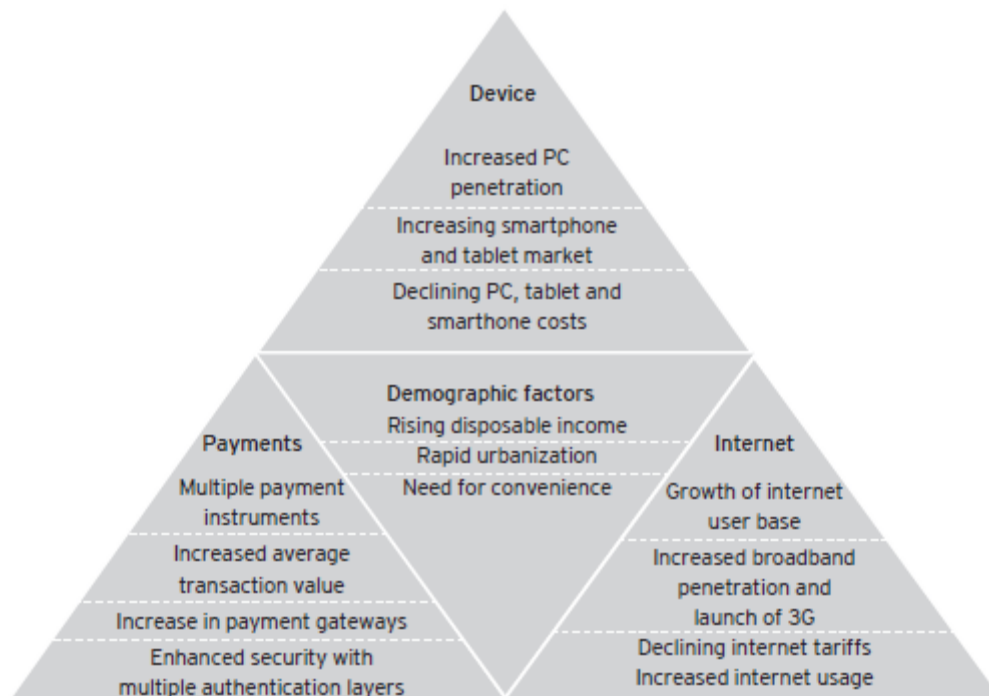 Device
Increased PC
penetration
Increasing smartphone
and tablet market
Declining PC, tablet and
smarthone costs
Demographic factors
Rising disposable income
Rapid urbanization
Need for convenience
Payments
Multiple payment
instruments
Increased average
transaction value
Increase in payment gateways
Enhanced security with
multiple authentication layers
Internet
Growth of internet
user base
Increased broadband
penetration and
launch of 3G
Declining internet tariffs
Increased internet usage